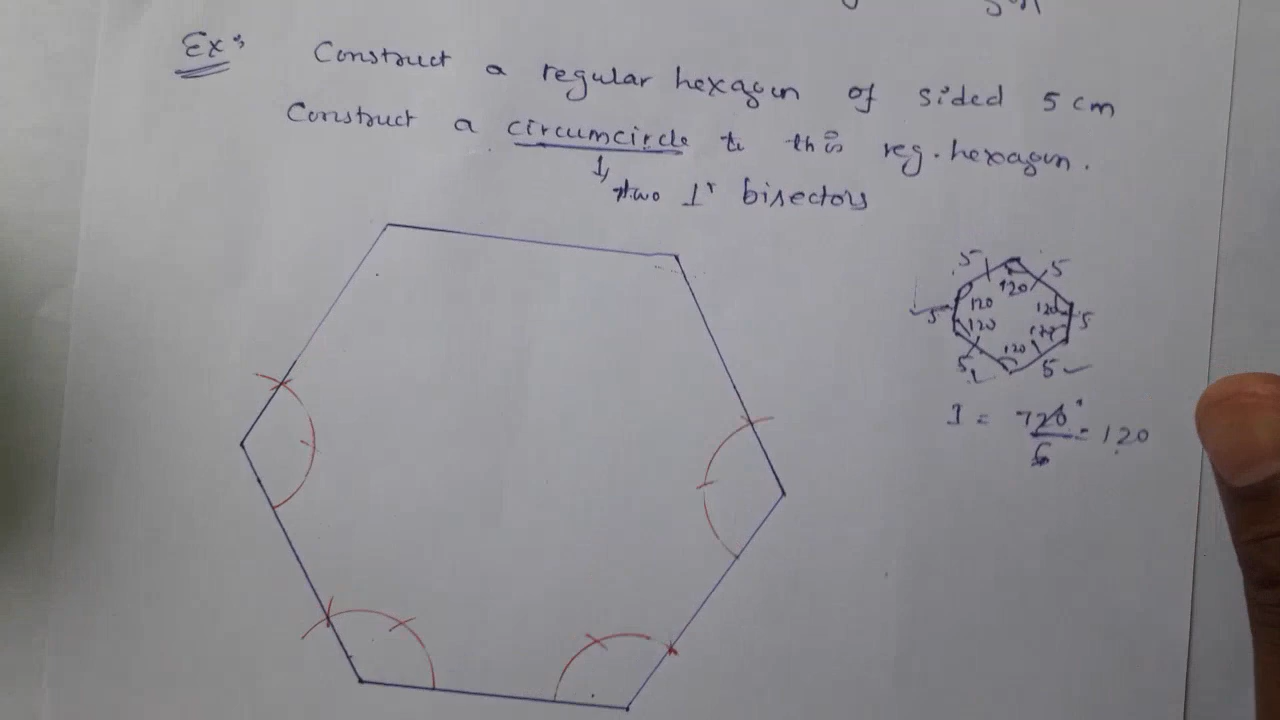 Ex:
Construct a regular hexagon of sided 5 cm
Construct a circumcircle to this reg. hexagon.
two ⊥r bisectors
5 5
120
120 120
5 5
120 120
120
5 5
I = 720° = 120
6